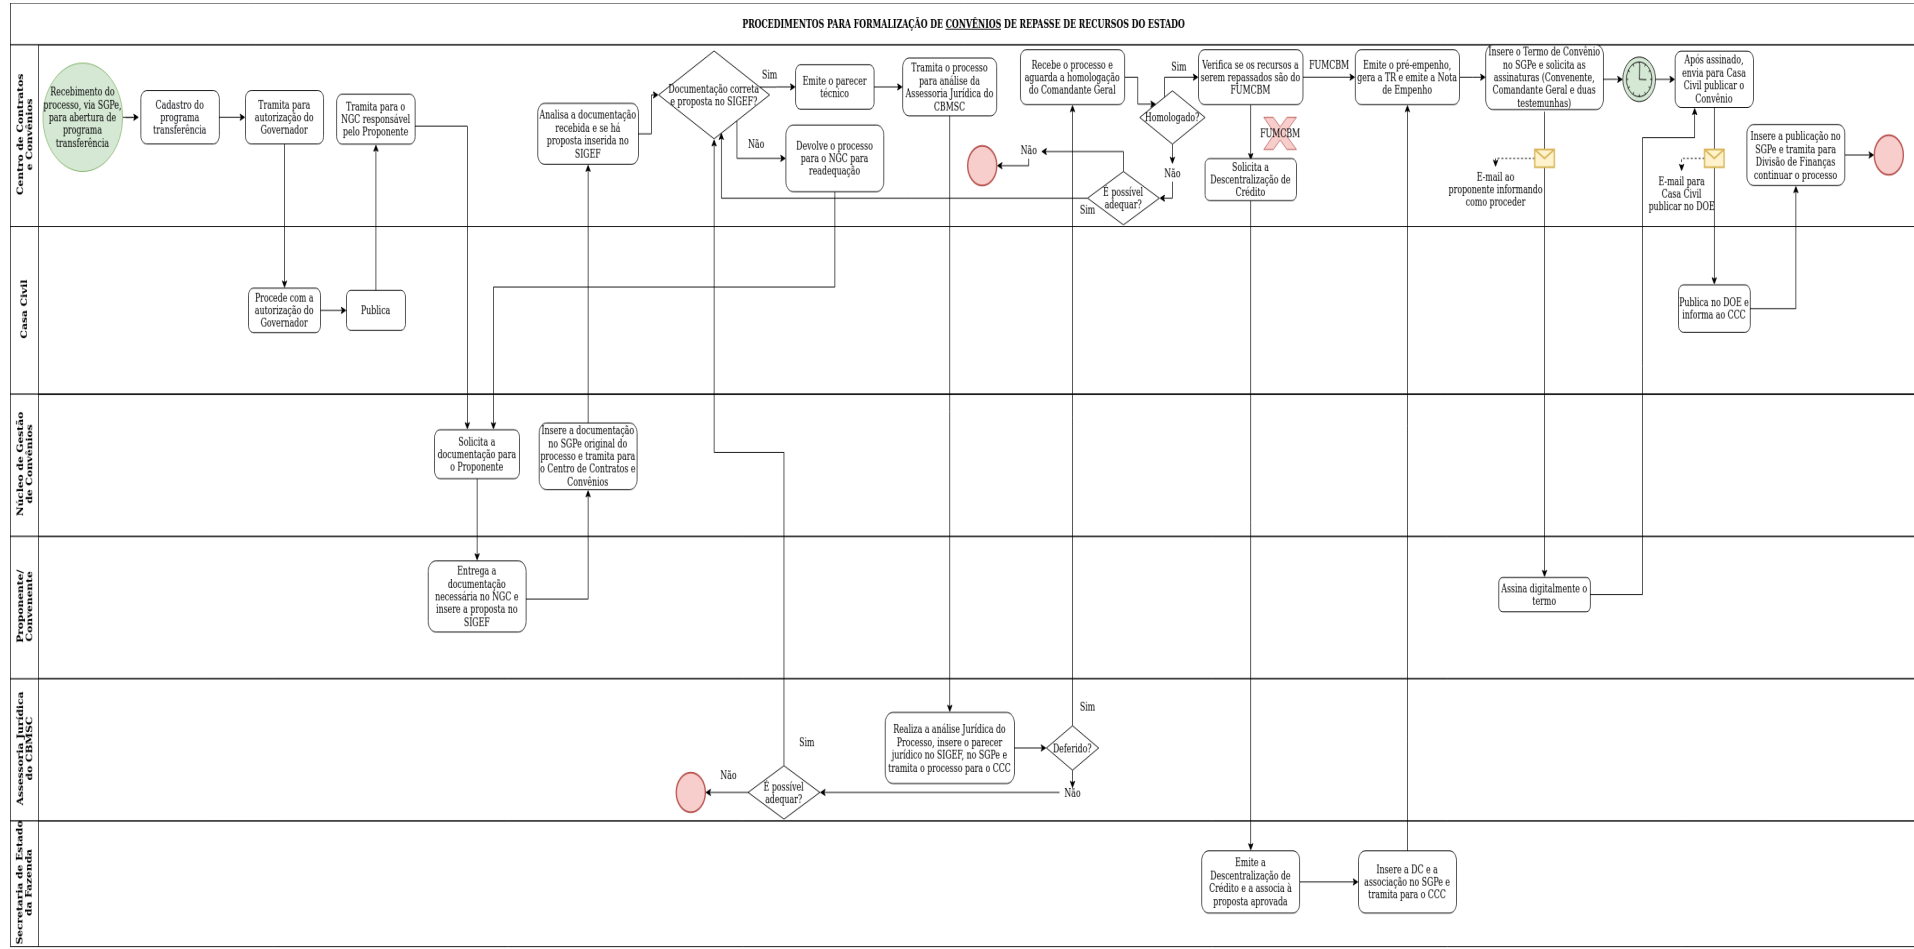 PROCEDIMENTOS PARA FORMALIZAÇÃO DE CONVÊNIOS DE REPASSE DE RECURSOS DO ESTADO
Centro de Contratos
e Convênios
Recebimento do
processo, via SGPe,
para abertura de
programa
transferência
Cadastro do
programa
transferência
Tramita para
autorização do
Governador
Tramita para o
NGC responsável
pelo Proponente
Analisa a documentação
recebida e se há
proposta inserida no
SIGEF
Documentação correta
e proposta no SIGEF?
Sim
Não
Emite o parecer
técnico
Devolve o processo
para o NGC para
readequação
Tramita o processo
para análise da
Assessoria Jurídica do
CBMSC
Recebe o processo e
aguarda a homologação
do Comandante Geral
Homologado?
Sim
Não
É possível
adequar?
Não
Sim
Verifica se os recursos a
serem repassados são do
FUMCBM
FUMCBM
FUMCBM
Solicita a
Descentralização de
Crédito
Emite o pré-empenho,
gera a TR e emite a Nota
de Empenho
Insere o Termo de Convênio
no SGPe e solicita as
assinaturas (Convenente,
Comandante Geral e duas
testemunhas)
E-mail ao
proponente informando
como proceder
Após assinado,
envia para Casa
Civil publicar o
Convênio
E-mail para
Casa Civil
publicar no DOE
Insere a publicação no
SGPe e tramita para
Divisão de Finanças
continuar o processo
Casa Civil
Procede com a
autorização do
Governador
Publica
Publica no DOE e
informa ao CCC
Núcleo de Gestão
de Convênios
Solicita a
documentação para
o Proponente
Insere a documentação
no SGPe original do
processo e tramita para
o Centro de Contratos e
Convênios
Proponente/
Convenente
Entrega a
documentação
necessária no NGC e
insere a proposta no
SIGEF
Assina digitalmente o
termo
Assessoria Jurídica
do CBMSC
Realiza a análise Jurídica do
Processo, insere o parecer
jurídico no SIGEF, no SGPe e
tramita o processo para o CCC
Deferido?
Sim
Não
É possível
adequar?
Sim
Não
Secretaria de Estado
da Fazenda
Emite a
Descentralização de
Crédito e a associa à
proposta aprovada
Insere a DC e a
associação no SGPe e
tramita para o CCC